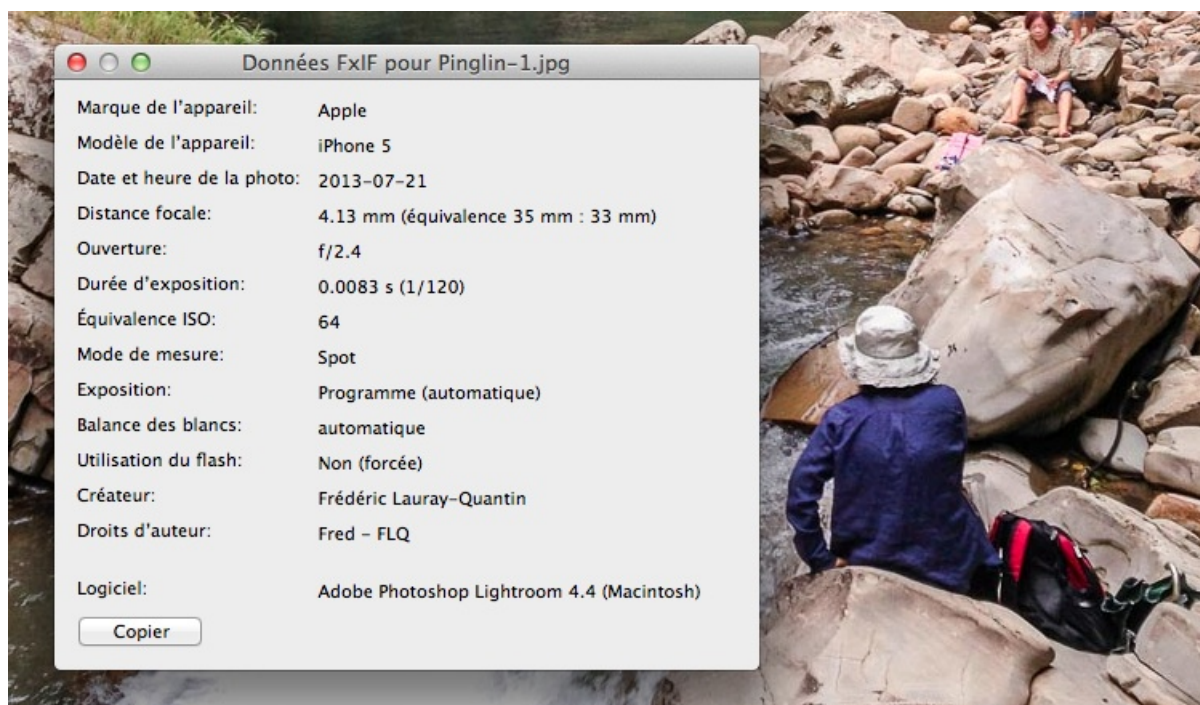 Données FxIF pour Pinglin-1.jpg
Marque de l'appareil: Apple
Modèle de l'appareil: iPhone 5
Date et heure de la photo: 2013-07-21
Distance focale: 4.13 mm (équivalence 35 mm : 33 mm)
Ouverture: f/2.4
Durée d'exposition: 0.0083 s (1/120)
Équivalence ISO: 64
Mode de mesure: Spot
Exposition: Programme (automatique)
Balance des blancs: automatique
Utilisation du flash: Non (forcée)
Créateur: Frédéric Lauray-Quantin
Droits d'auteur: Fred - FLQ
Logiciel: Adobe Photoshop Lightroom 4.4 (Macintosh)
Copier